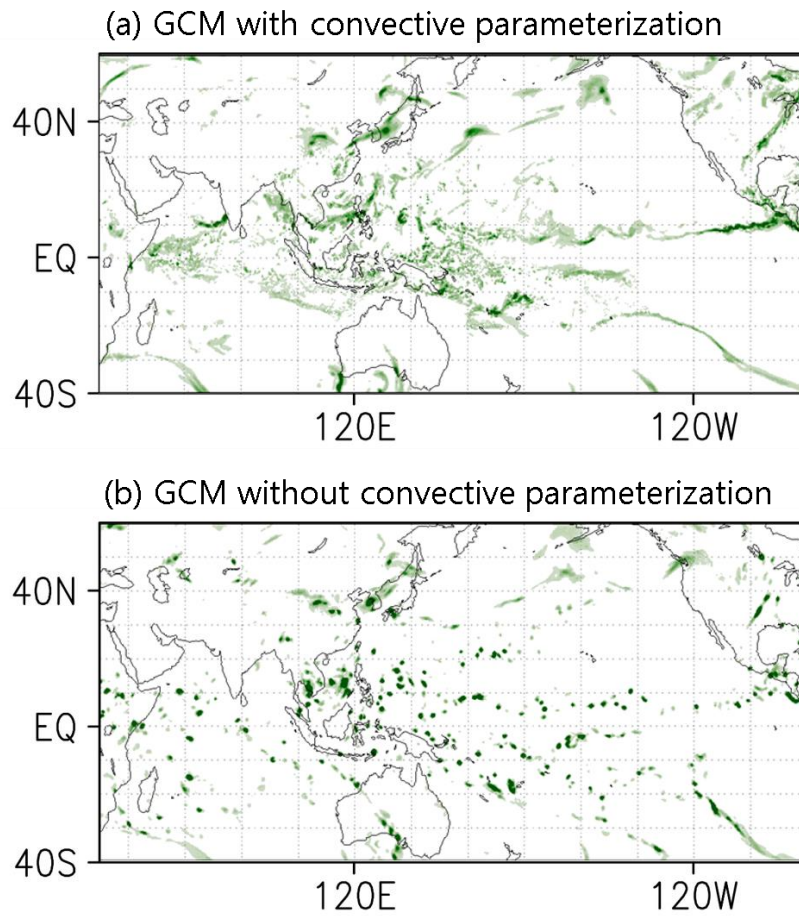 (a) GCM with convective parameterization
40N
EQ
40S
120E 120W
(b) GCM without convective parameterization
40N
EQ
40S
120E 120W